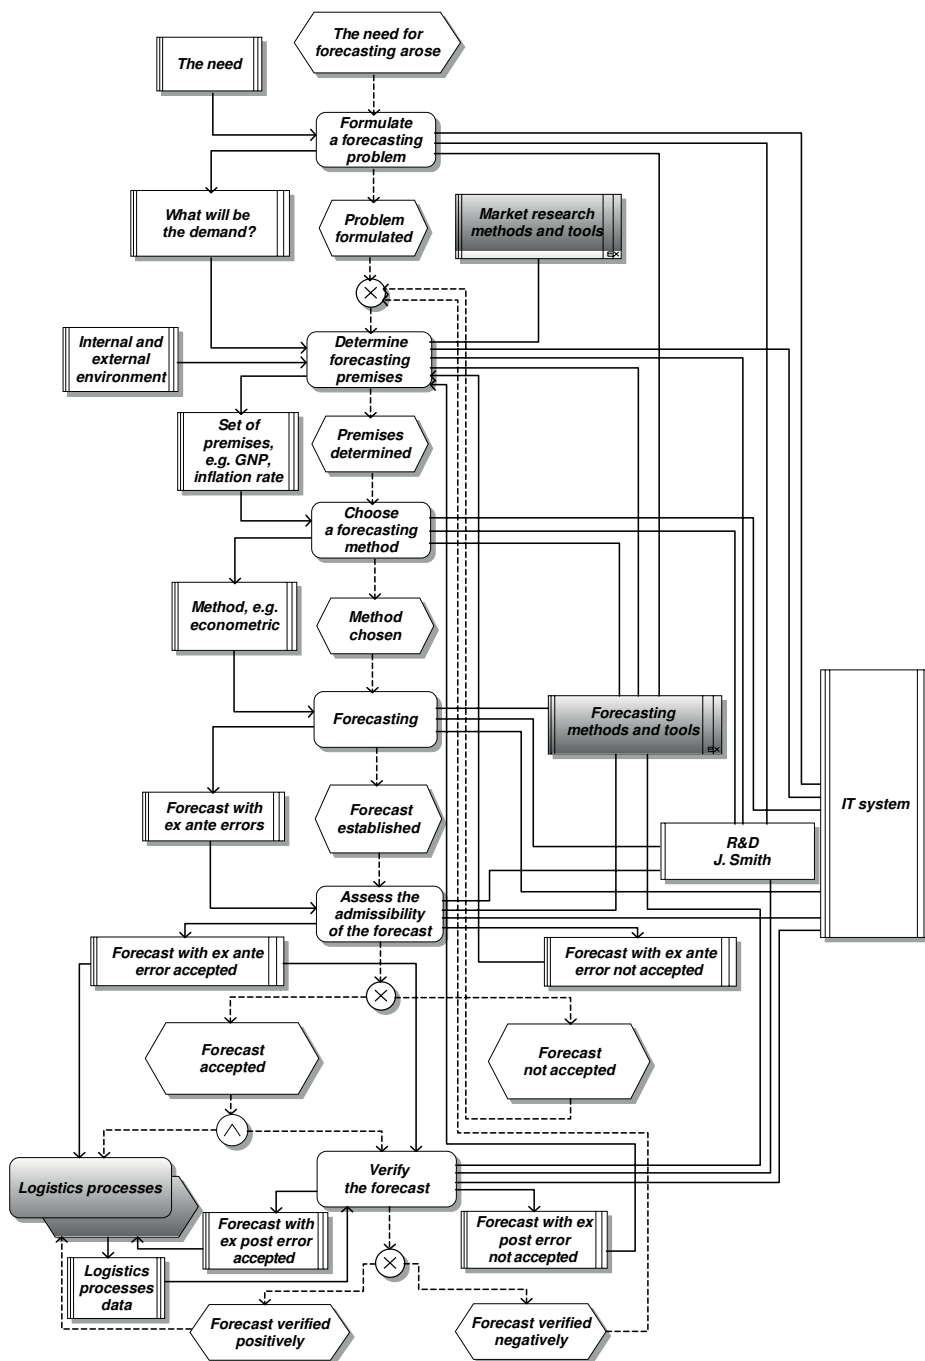 The need for
forecasting arose
The need
Formulate
a forecasting
problem
What will be
the demand?
Problem
formulated
Market research
methods and tools
Internal and
external
environment
Determine
forecasting
premises
Set of
premises,
e.g. GNP,
inflation rate
Premises
determined
Choose
a forecasting
method
Method, e.g.
econometric
Method
chosen
Forecasting
Forecasting
methods and tools
IT system
Forecast with
ex ante errors
Forecast
established
R&D
J. Smith
Assess the
admissibility
of the forecast
Forecast with ex ante
error accepted
Forecast with ex ante
error not accepted
Forecast
accepted
Forecast
not accepted
Logistics processes
Verify
the forecast
Forecast with
ex post error
accepted
Forecast with ex
post error
not accepted
Logistics
processes
data
Forecast verified
positively
Forecast verified
negatively